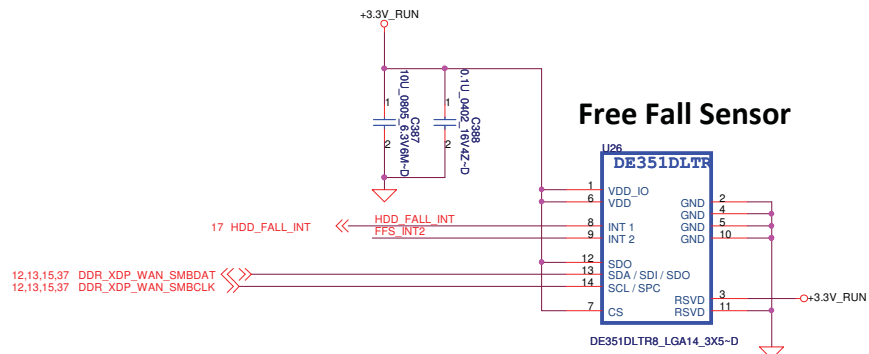 +3.3V_RUN
10U_0805_6.3V6M~D
1
2
C387
0.1U_0402_16V4Z~D
1
2
C388
Free Fall Sensor
U26
DE351DLTR
1 VDD_IO
6 VDD
GND 2
GND 4
17 HDD_FALL_INT
HDD_FALL_INT
8 INT 1
GND 5
FFS_INT2
9 INT 2
GND 10
12 SDO
12,13,15,37 DDR_XDP_WAN_SMBDAT
13 SDA / SDI / SDO
12,13,15,37 DDR_XDP_WAN_SMBCLK
14 SCL / SPC
RSVD 3
+3.3V_RUN
7 CS
RSVD 11
DE351DLTR8_LGA14_3X5~D